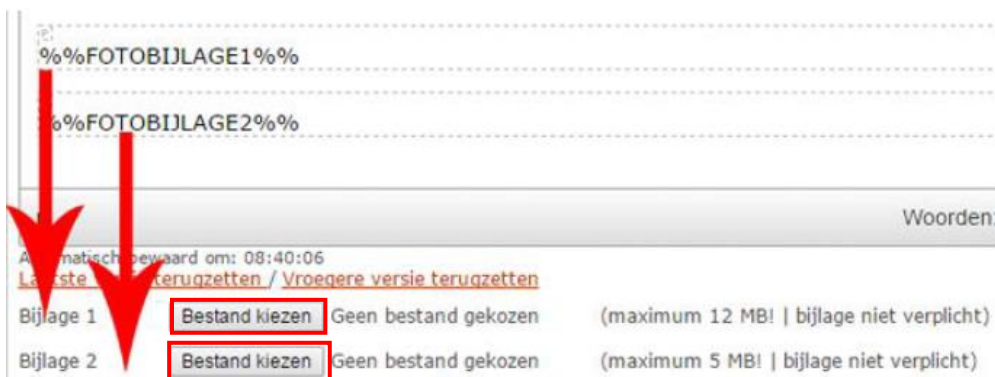 %%FOTOBIJLAGE1%%
%%FOTOBIJLAGE2%%
Woorden:
bewaard om: 08:40:06
terugzetten / Vroegere versie terugzetten
Bijlage 1 Bestand kiezen Geen bestand gekozen (maximum 12 MB! | bijlage niet verplicht)
Bijlage 2 Bestand kiezen Geen bestand gekozen (maximum 5 MB! | bijlage niet verplicht)